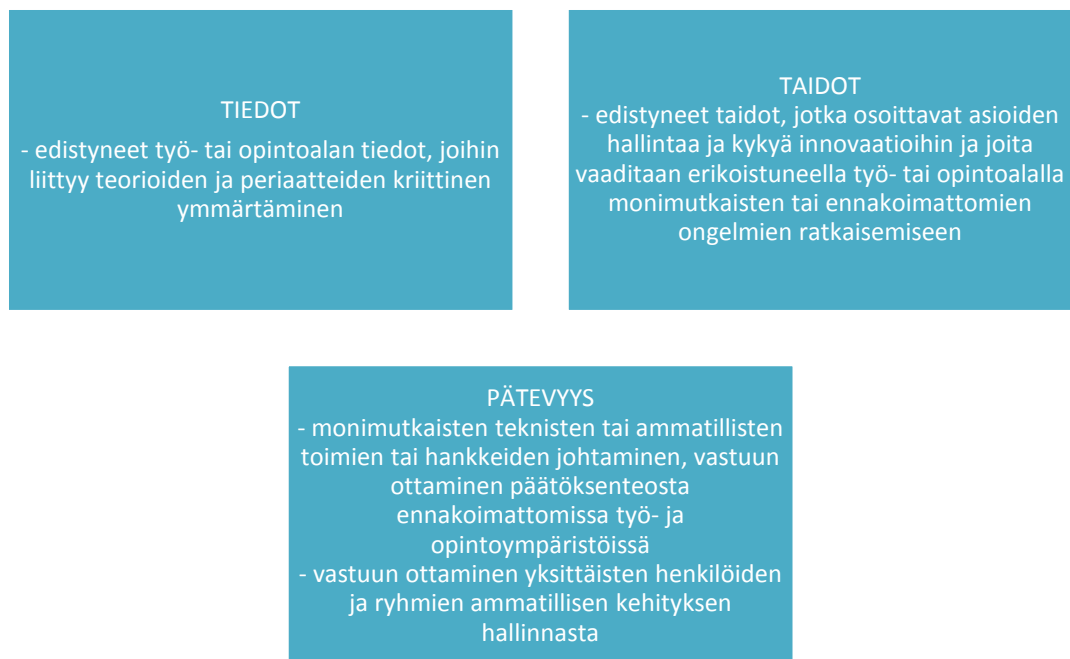 TIEDOT
- edistyneet työ- tai opintoalan tiedot, joihin
liittyy teorioiden ja periaatteiden kriittinen
ymmärtäminen
TAIDOT
- edistyneet taidot, jotka osoittavat asioiden
hallintaa ja kykyä innovaatioihin ja joita
vaaditaan erikoistuneella työ- tai opintoalalla
monimutkaisten tai ennakoimattomien
ongelmien ratkaisemiseen
PÄTEVYYS
- monimutkaisten teknisten tai ammatillisten
toimien tai hankkeiden johtaminen, vastuun
ottaminen päätöksenteosta
ennakoimattomissa työ- ja
opintoympäristöissä
- vastuun ottaminen yksittäisten henkilöiden
ja ryhmien ammatillisen kehityksen
hallinnasta